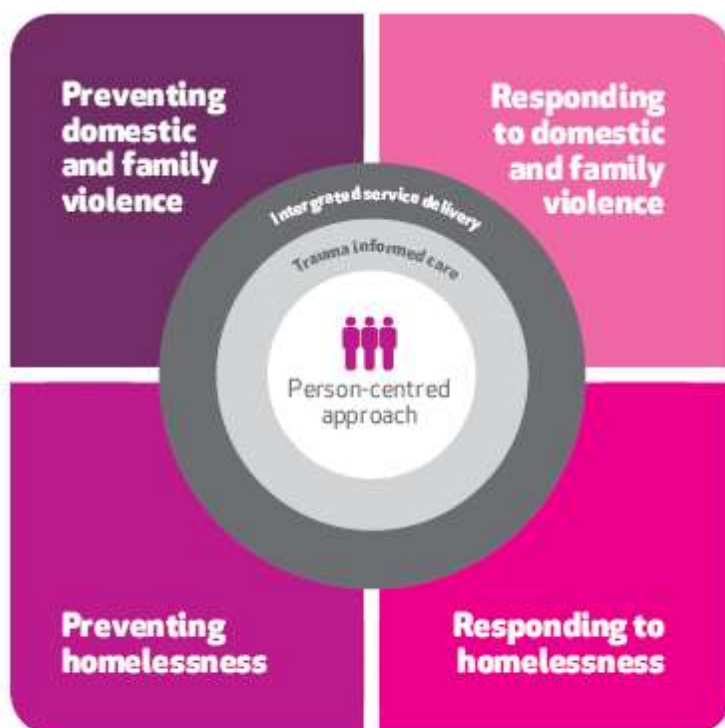 Preventing
domestic
and family
violence
Responding
to domestic
and family
violence
Intergrated service delivery
Trauma informed care
Person-centred
approach
Preventing
homelessness
Responding to
homelessness